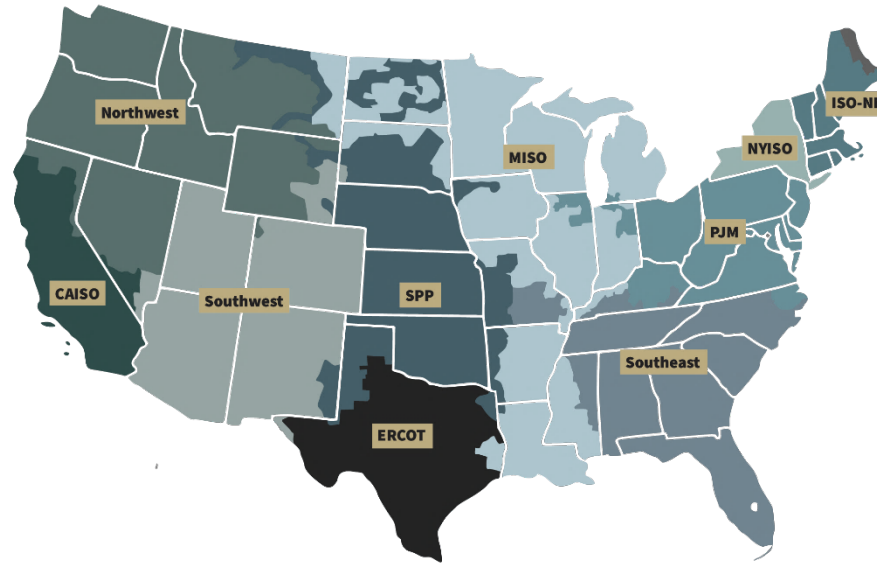 Northwest
ISO-NE
NYISO
MISO
PJM
CAISO
Southwest
SPP
Southeast
ERCOT